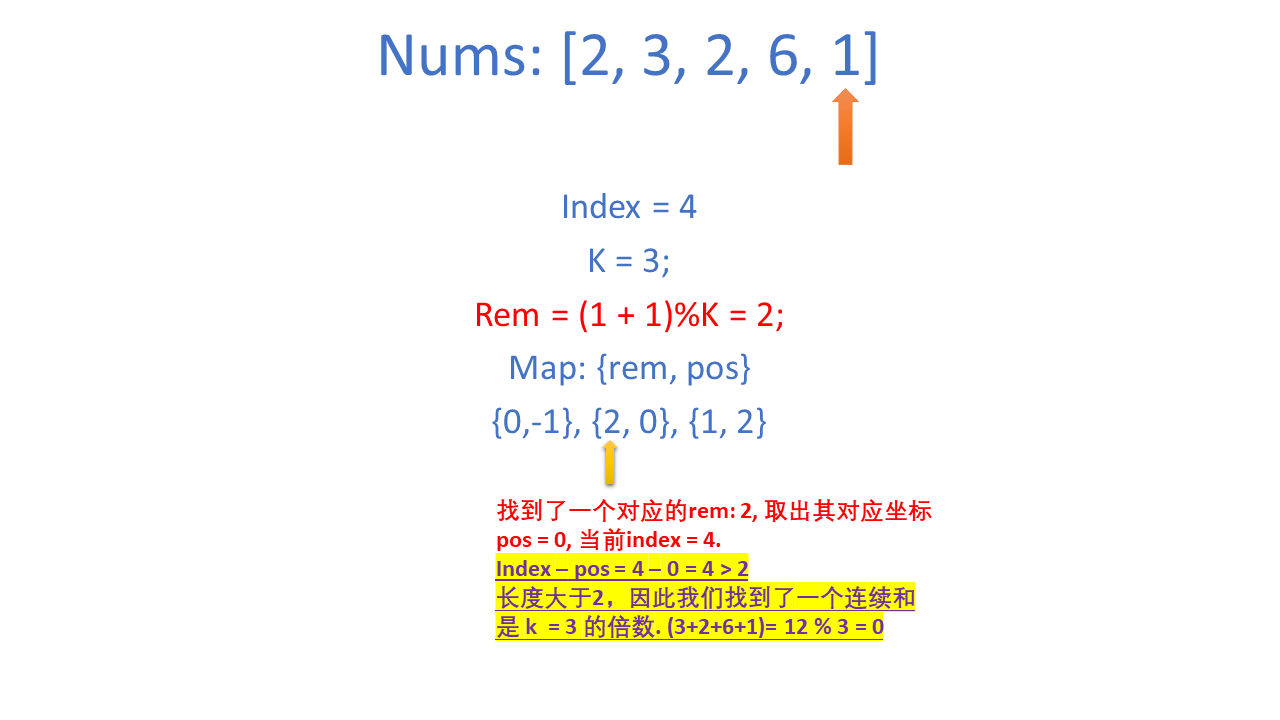 Nums: [2, 3, 2, 6, 1]
Index = 4
K = 3;
Rem = (1 + 1)%K = 2;
Map: {rem, pos}
{0,-1}, {2, 0}, {1, 2}
找到了一个对应的rem: 2, 取出其对应坐标
pos = 0, 当前index = 4.
Index – pos = 4 – 0 = 4 > 2
长度大于2，因此我们找到了一个连续和
是 k  = 3 的倍数. (3+2+6+1)= 12 % 3 = 0